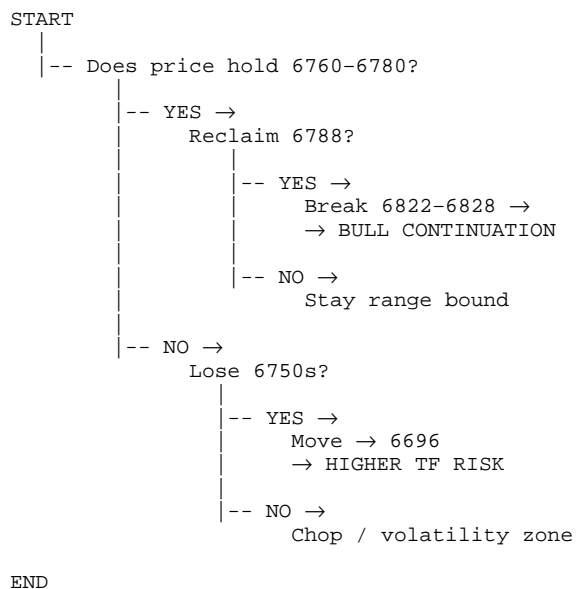 START
|-- Does price hold 6760–6780?
|-- YES →
Reclaim 6788?
|-- YES →
Break 6822–6828 →
→ BULL CONTINUATION
|-- NO →
Stay range bound
|-- NO →
Lose 6750s?
|-- YES →
Move → 6696
→ HIGHER TF RISK
|-- NO →
Chop / volatility zone
END